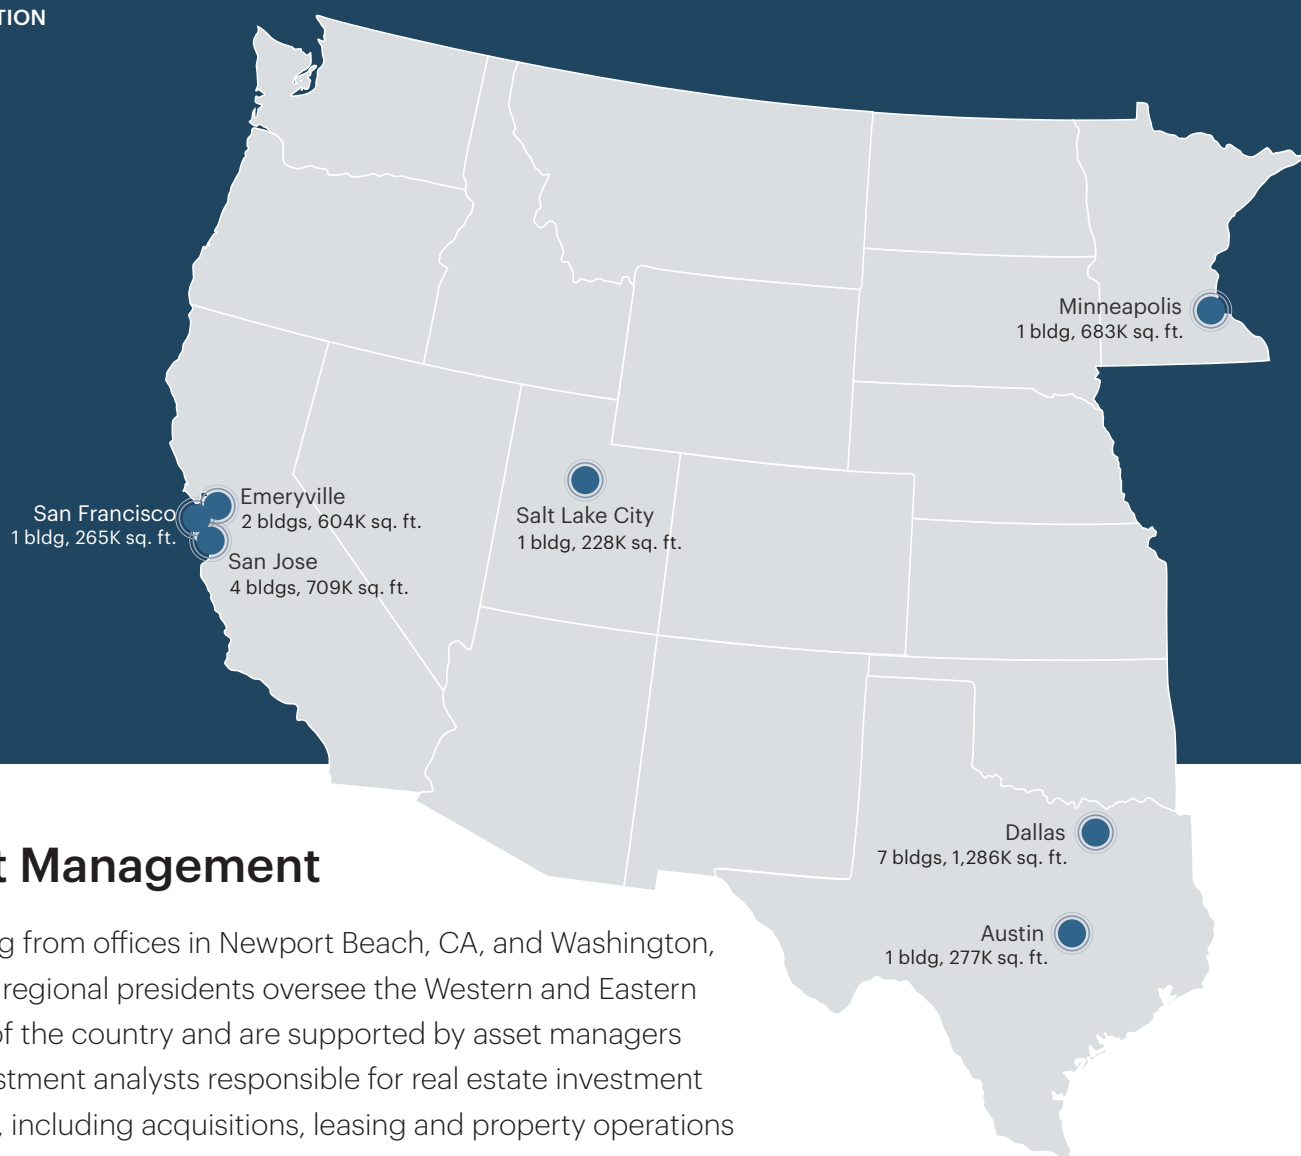 TION
Minneapolis
1 bldg, 683K sq. ft.
Emeryville
2 bldgs, 604K sq. ft.
San Francisco
1 bldg, 265K sq. ft.
San Jose
4 bldgs, 709K sq. ft.
Salt Lake City
1 bldg, 228K sq. ft.
Dallas
7 bldgs, 1,286K sq. ft.
Austin
1 bldg, 277K sq. ft.
t Management
g from offices in Newport Beach, CA, and Washington,
regional presidents oversee the Western and Eastern
of the country and are supported by asset managers
stment analysts responsible for real estate investment
, including acquisitions, leasing and property operations